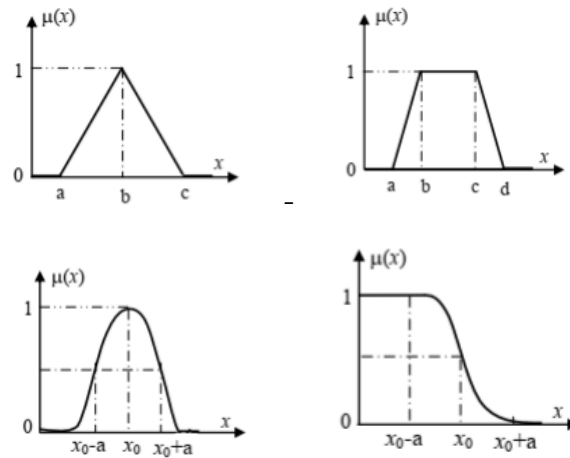 μ(x)
1
0
a b c
x
μ(x)
1
0
a b c d
x
μ(x)
1
0
x₀-a x₀ x₀+a
x
μ(x)
1
0
x₀-a x₀ x₀+a
x